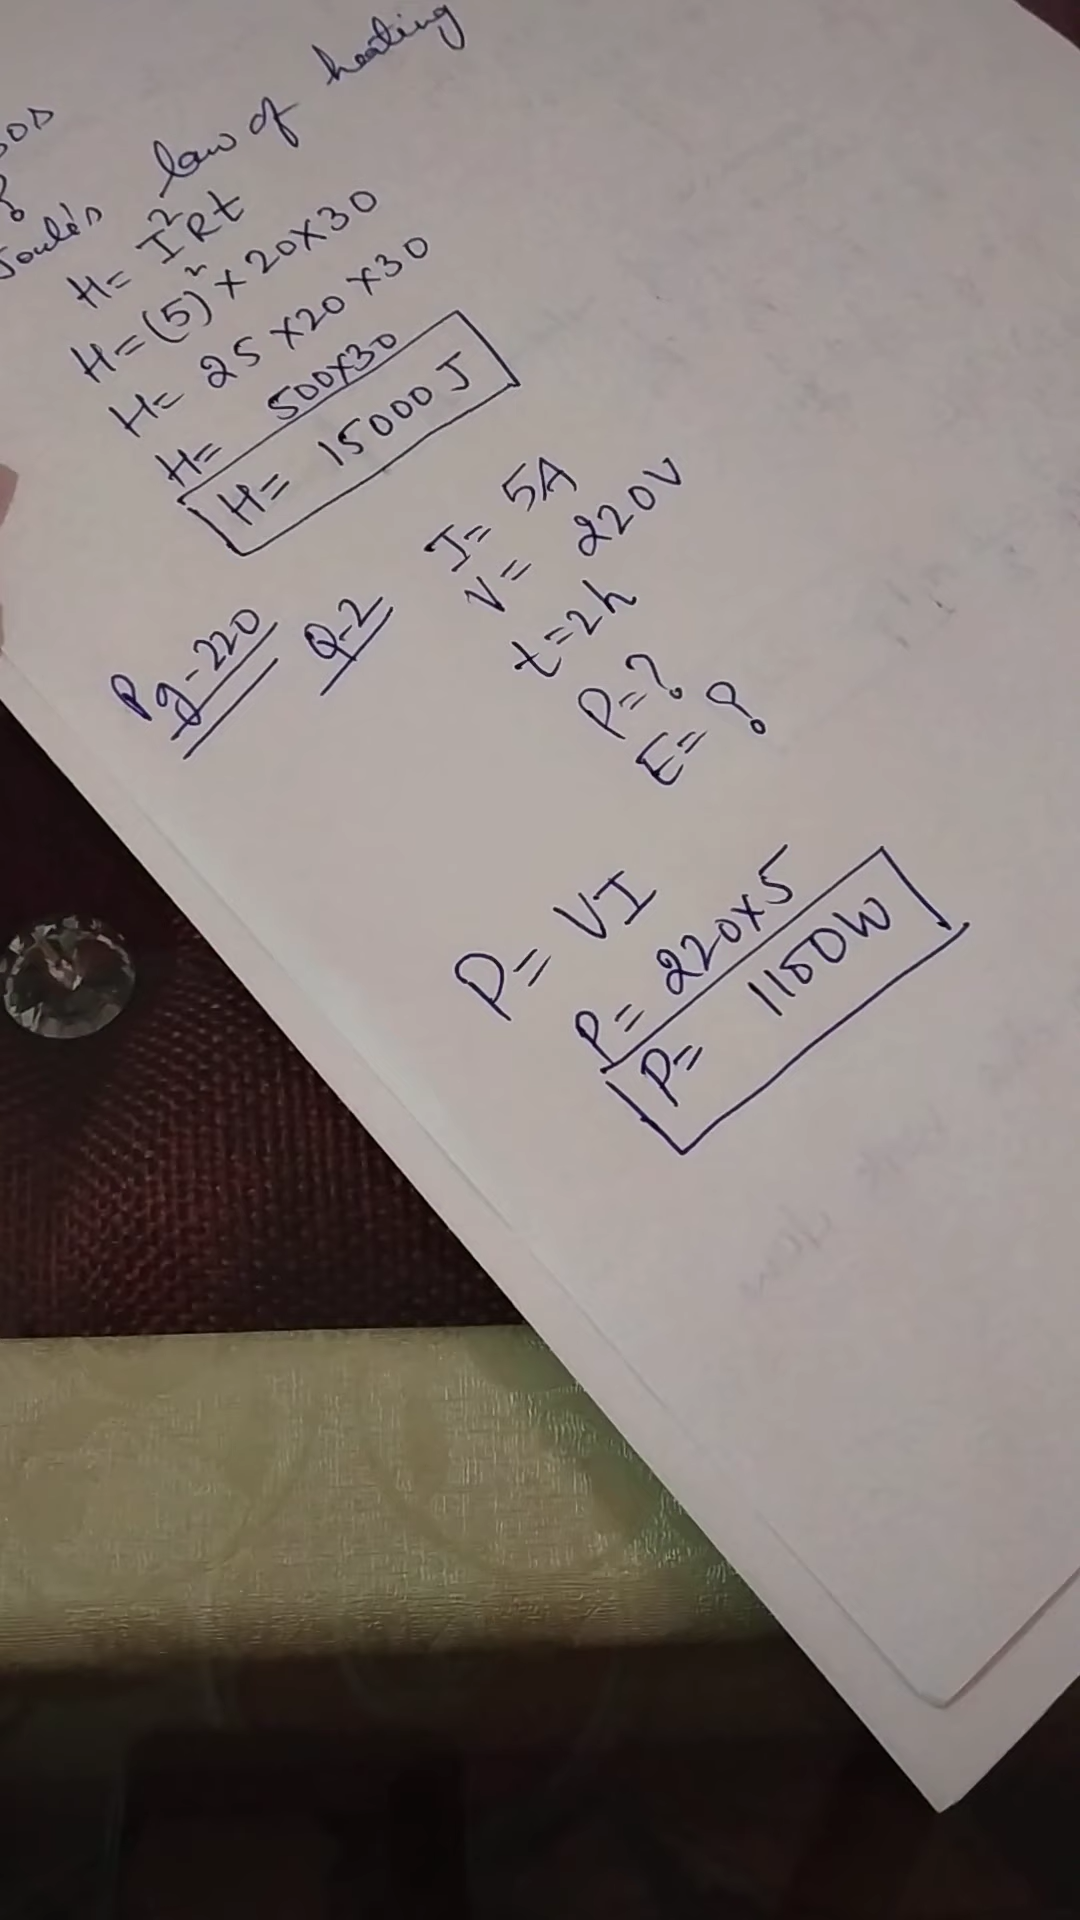 Joule's law of heating
H= I²Rt
H=(5)²×20×30
H= 25×20×30
H= 500×30
H= 15000 J
Pg-220 Q-2
I= 5A
V= 220V
t=2h
P=?
E=?
P= VI
P= 220×5
P= 1100W